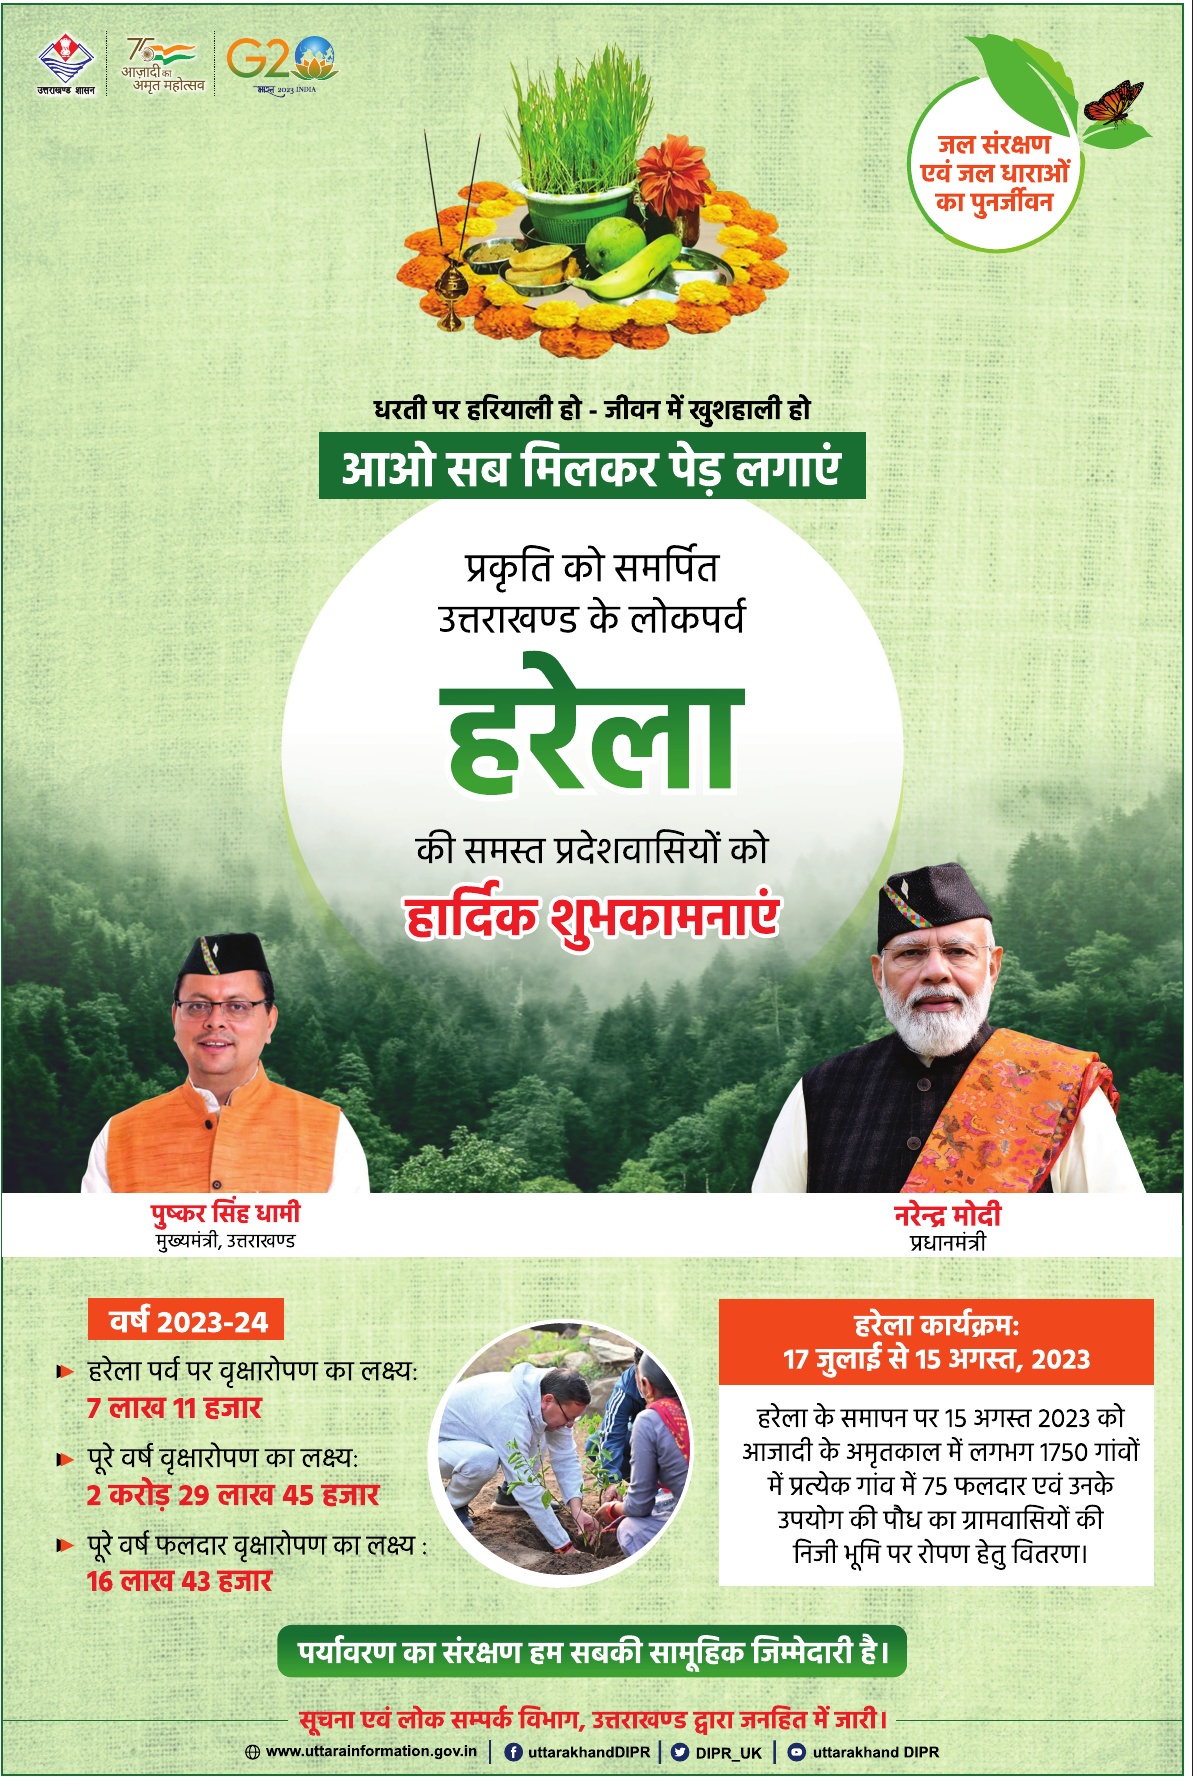 उत्तराखण्ड शासन
75
आज़ादी का
अमृत महोत्सव
G20
भारत 2023 INDIA
जल संरक्षण
एवं जल धाराओं
का पुनर्जीवन
धरती पर हरियाली हो - जीवन में खुशहाली हो
आओ सब मिलकर पेड़ लगाएं
प्रकृति को समर्पित
उत्तराखण्ड के लोकपर्व
हरेला
की समस्त प्रदेशवासियों को
हार्दिक शुभकामनाएं
पुष्कर सिंह धामी
मुख्यमंत्री, उत्तराखण्ड
नरेन्द्र मोदी
प्रधानमंत्री
वर्ष 2023-24
हरेला पर्व पर वृक्षारोपण का लक्ष्य:
7 लाख 11 हजार
पूरे वर्ष वृक्षारोपण का लक्ष्य:
2 करोड़ 29 लाख 45 हजार
पूरे वर्ष फलदार वृक्षारोपण का लक्ष्य :
16 लाख 43 हजार
हरेला कार्यक्रम:
17 जुलाई से 15 अगस्त, 2023
हरेला के समापन पर 15 अगस्त 2023 को
आजादी के अमृतकाल में लगभग 1750 गांवों
में प्रत्येक गांव में 75 फलदार एवं उनके
उपयोग की पौध का ग्रामवासियों की
निजी भूमि पर रोपण हेतु वितरण।
पर्यावरण का संरक्षण हम सबकी सामूहिक जिम्मेदारी है।
सूचना एवं लोक सम्पर्क विभाग, उत्तराखण्ड द्वारा जनहित में जारी।
www.uttarainformation.gov.in | uttarakhandDIPR | DIPR_UK | uttarakhand DIPR